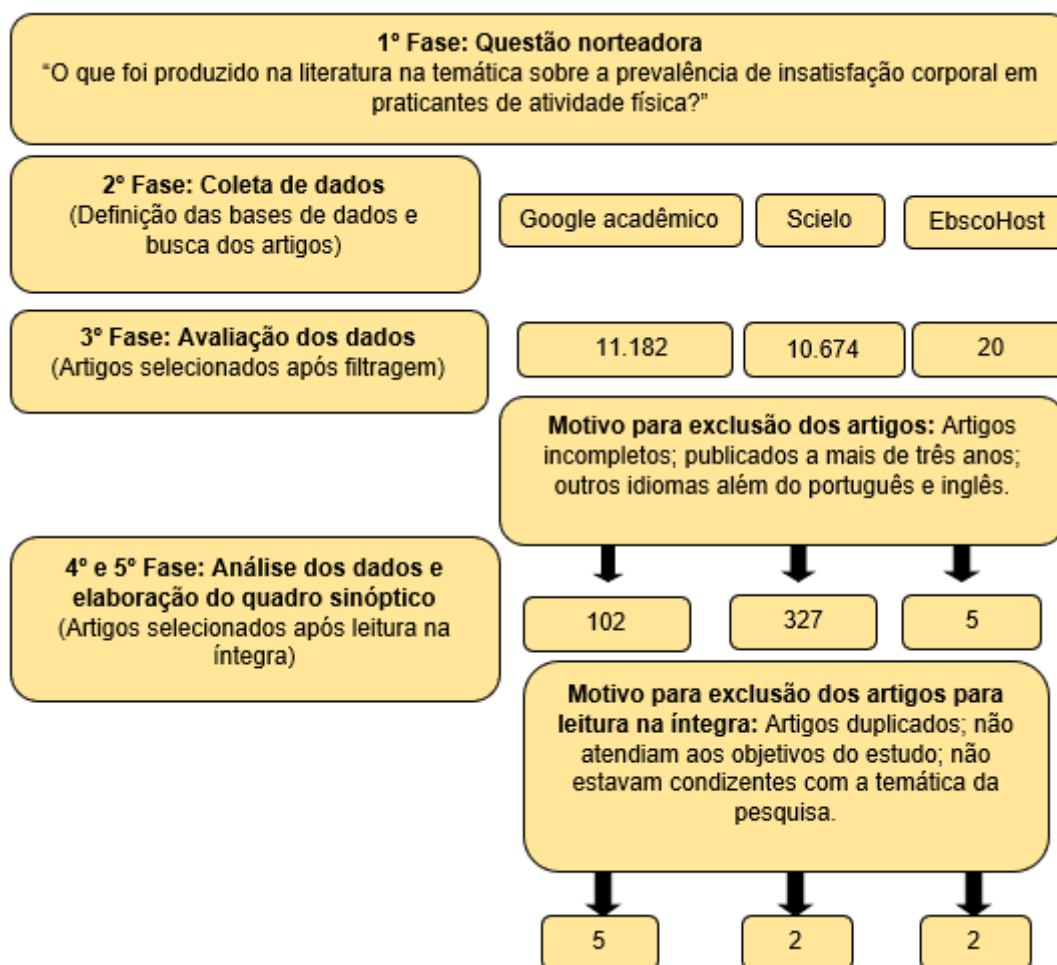 1º Fase: Questão norteadora
“O que foi produzido na literatura na temática sobre a prevalência de insatisfação corporal em
praticantes de atividade física?”
2º Fase: Coleta de dados
(Definição das bases de dados e
busca dos artigos)
Google acadêmico
Scielo
EbscoHost
3º Fase: Avaliação dos dados
(Artigos selecionados após filtragem)
11.182
10.674
20
Motivo para exclusão dos artigos: Artigos
incompletos; publicados a mais de três anos;
outros idiomas além do português e inglês.
4º e 5º Fase: Análise dos dados e
elaboração do quadro sinóptico
(Artigos selecionados após leitura na
íntegra)
102
327
5
Motivo para exclusão dos artigos para
leitura na íntegra: Artigos duplicados; não
atendiam aos objetivos do estudo; não
estavam condizentes com a temática da
pesquisa.
5
2
2